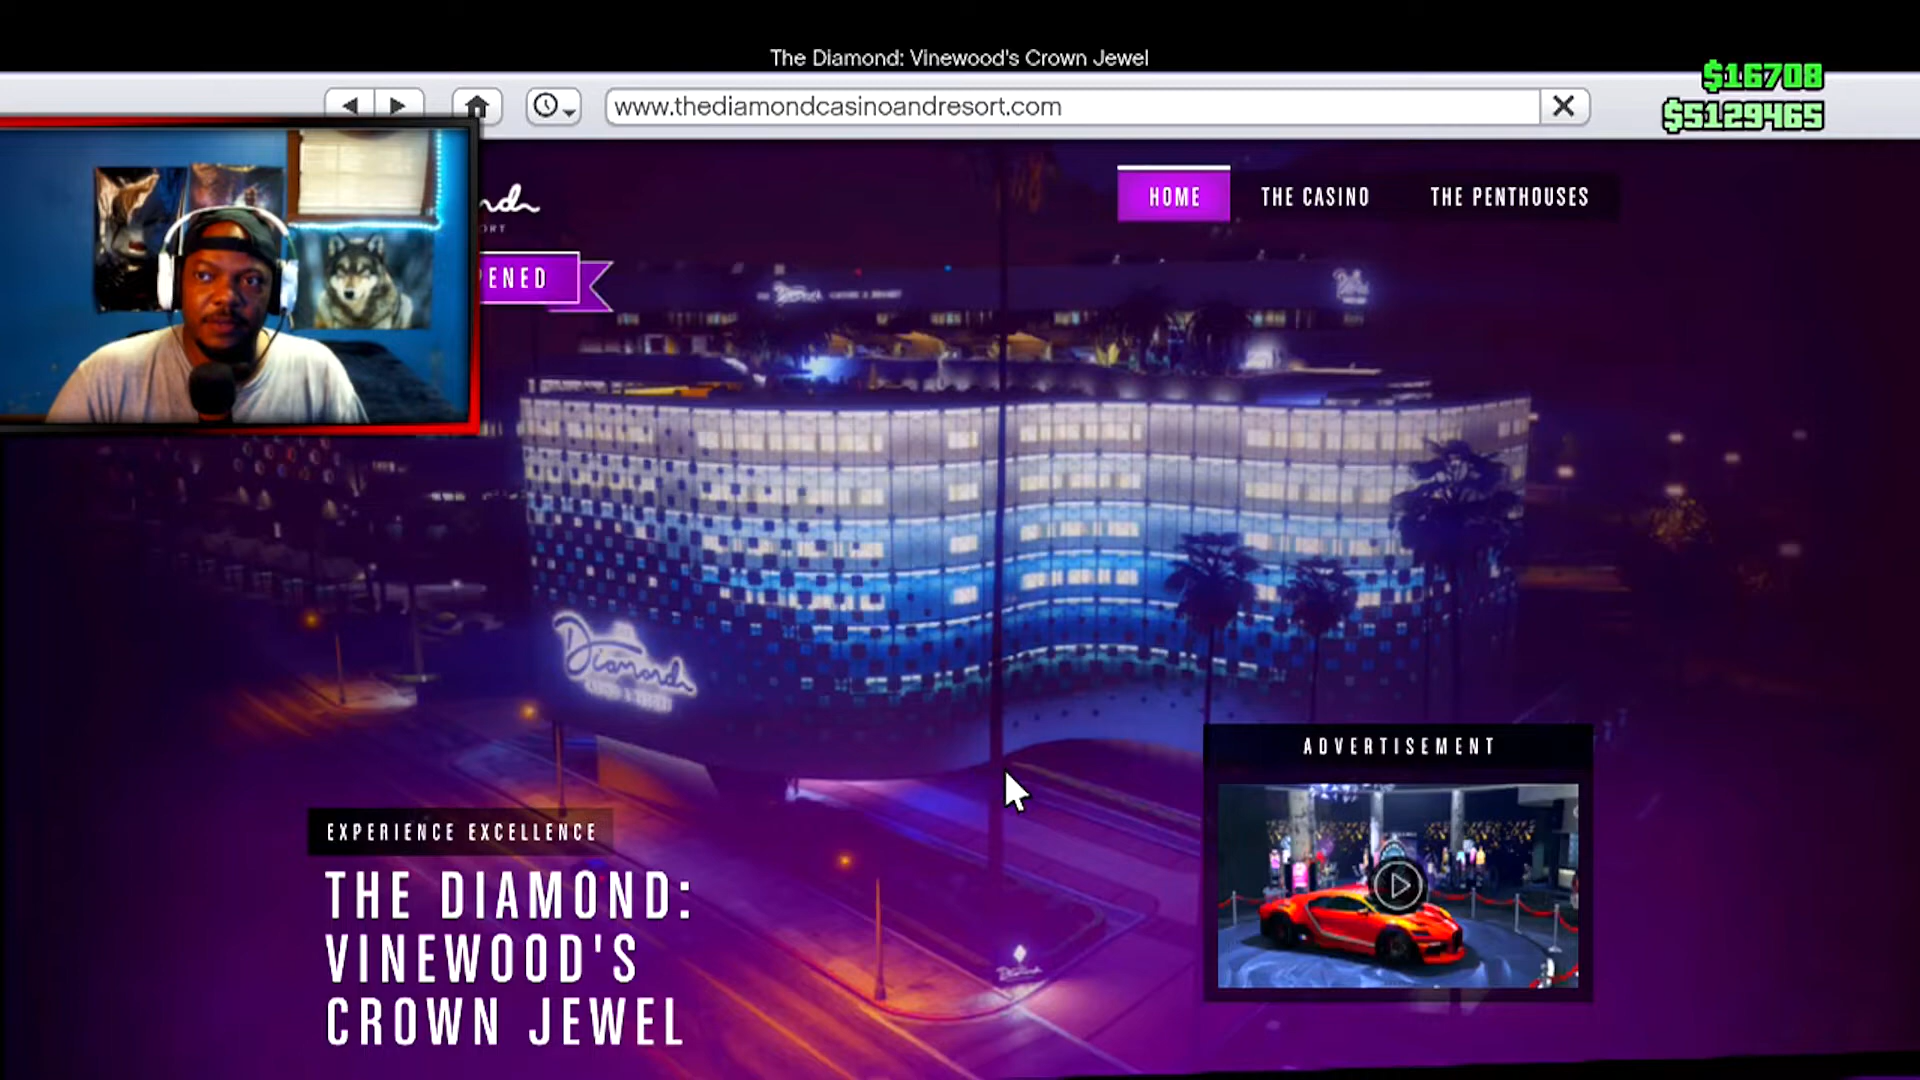 The Diamond: Vinewood's Crown Jewel
$16708
$5129465
www.thediamondcasinoandresort.com
HOME
THE CASINO
THE PENTHOUSES
Diamond
ADVERTISEMENT
EXPERIENCE EXCELLENCE
THE DIAMOND:
VINEWOOD'S
CROWN JEWEL